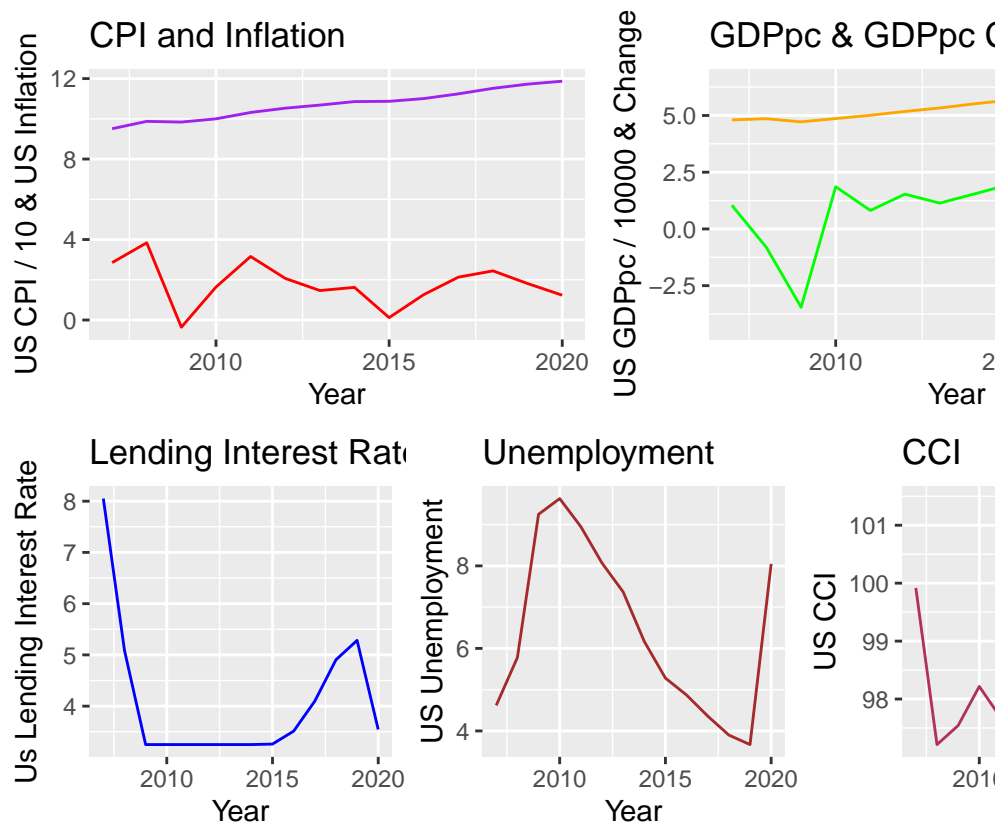 CPI and Inflation
US CPI / 10 & US Inflation
12
8
4
0
2010 2015 2020
Year
GDPpc & GDPpc
US GDPpc / 10000 & Change
5.0
2.5
0.0
−2.5
2010 2
Year
Lending Interest Rate
Us Lending Interest Rate
8
7
6
5
4
2010 2015 2020
Year
Unemployment
US Unemployment
8
6
4
2010 2015 2020
Year
CCI
US CCI
101
100
99
98
2010